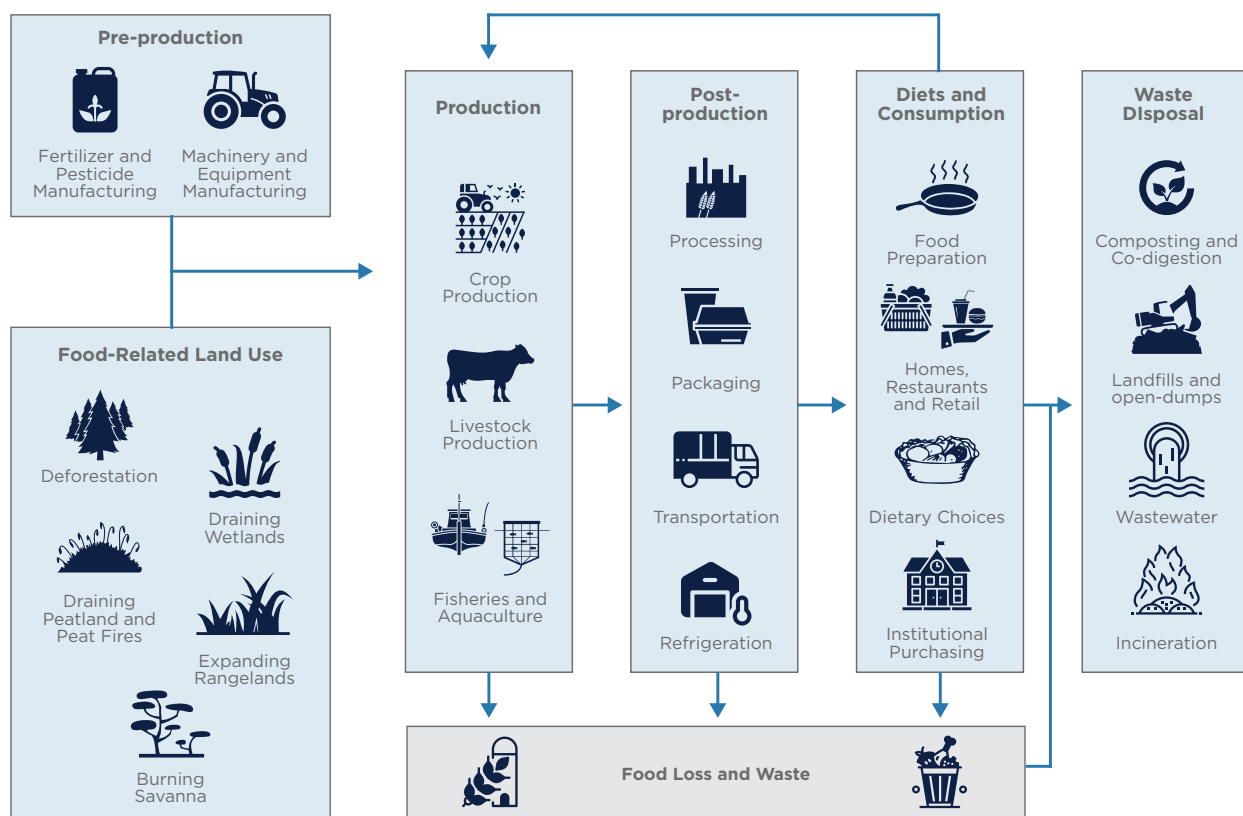 Pre-production
Fertilizer and
Pesticide
Manufacturing
Machinery and
Equipment
Manufacturing
Food-Related Land Use
Deforestation
Draining
Wetlands
Draining
Peatland and
Peat Fires
Expanding
Rangelands
Burning
Savanna
Production
Crop
Production
Livestock
Production
Fisheries and
Aquaculture
Post-
production
Processing
Packaging
Transportation
Refrigeration
Diets and
Consumption
Food
Preparation
Homes,
Restaurants
and Retail
Dietary Choices
Institutional
Purchasing
Waste
DIsposal
Composting and
Co-digestion
Landfills and
open-dumps
Wastewater
Incineration
Food Loss and Waste